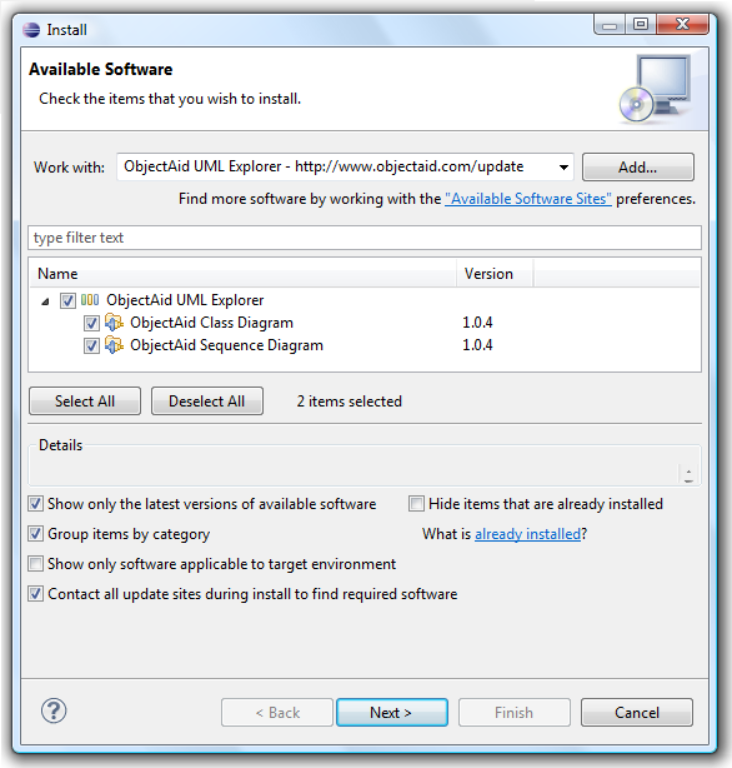 Install
Available Software
Check the items that you wish to install.
Work with: ObjectAid UML Explorer - http://www.objectaid.com/update Add...
Find more software by working with the "Available Software Sites" preferences.
type filter text
Name Version
ObjectAid UML Explorer
ObjectAid Class Diagram 1.0.4
ObjectAid Sequence Diagram 1.0.4
Select All Deselect All 2 items selected
Details
Show only the latest versions of available software Hide items that are already installed
Group items by category What is already installed?
Show only software applicable to target environment
Contact all update sites during install to find required software
? < Back Next > Finish Cancel